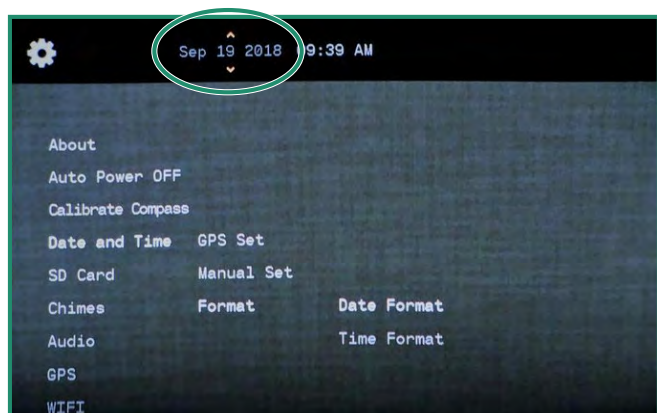 Sep 19 2018 09:39 AM
About
Auto Power OFF
Calibrate Compass
Date and Time GPS Set
SD Card Manual Set
Chimes Format Date Format
Audio Time Format
GPS
WIFI